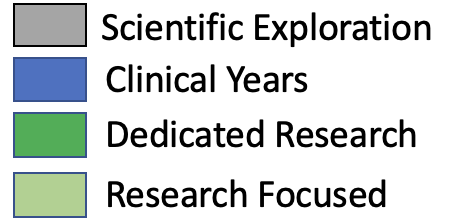 Scientific Exploration
Clinical Years
Dedicated Research
Research Focused